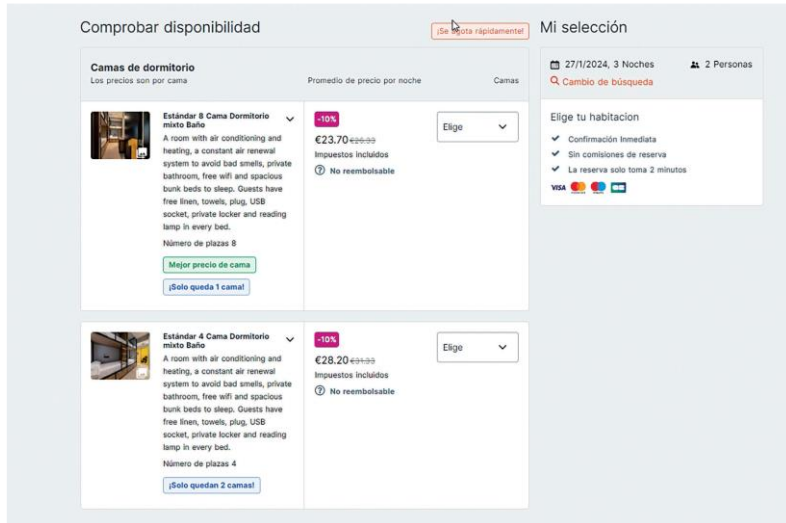 Comprobar disponibilidad
¡Se agota rápidamente!
Camas de dormitorio
Los precios son por cama
Promedio de precio por noche
Camas
Estándar 8 Cama Dormitorio
mixto Baño
A room with air conditioning and
heating, a constant air renewal
system to avoid bad smells, private
bathroom, free wifi and spacious
bunk beds to sleep. Guests have
free linen, towels, plug, USB
socket, private locker and reading
lamp in every bed.
Número de plazas 8
Mejor precio de cama
¡Solo queda 1 cama!
-10%
€23.70 €26.33
Impuestos incluidos
No reembolsable
Elige
Estándar 4 Cama Dormitorio
mixto Baño
A room with air conditioning and
heating, a constant air renewal
system to avoid bad smells, private
bathroom, free wifi and spacious
bunk beds to sleep. Guests have
free linen, towels, plug, USB
socket, private locker and reading
lamp in every bed.
Número de plazas 4
¡Solo quedan 2 camas!
-10%
€28.20 €31.33
Impuestos incluidos
No reembolsable
Elige
Mi selección
27/1/2024, 3 Noches
2 Personas
Cambio de búsqueda
Elige tu habitacion
Confirmación Inmediata
Sin comisiones de reserva
La reserva solo toma 2 minutos
VISA